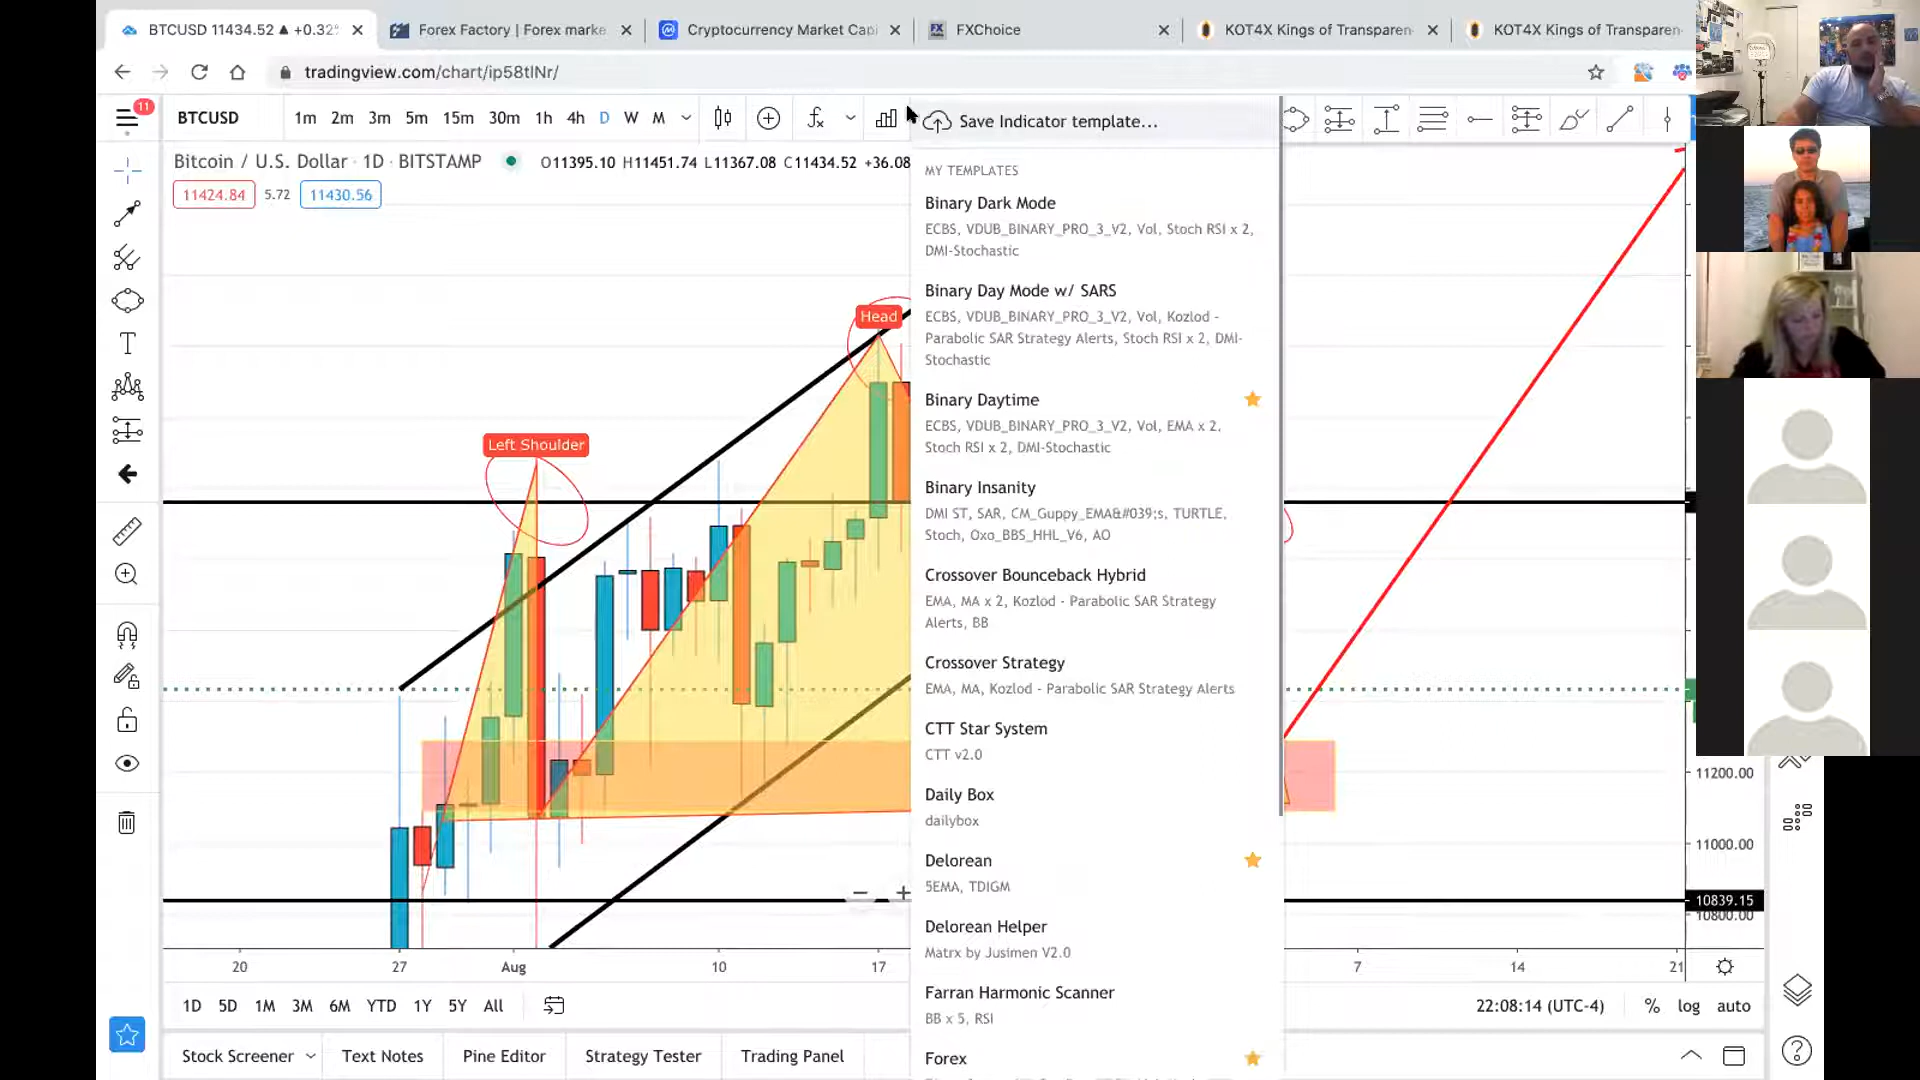 BTCUSD 11434.52 ▲ +0.32%
Forex Factory | Forex marke
Cryptocurrency Market Capi
FXChoice
KOT4X Kings of Transparen
KOT4X Kings of Transparen
tradingview.com/chart/ip58tlNr/
11
BTCUSD
1m 2m 3m 5m 15m 30m 1h 4h D W M
Save Indicator template...
Bitcoin / U.S. Dollar · 1D · BITSTAMP
O11395.10 H11451.74 L11367.08 C11434.52 +36.08
11424.84 5.72 11430.56
MY TEMPLATES
Binary Dark Mode
ECBS, VDUB_BINARY_PRO_3_V2, Vol, Stoch RSI x 2,
DMI-Stochastic
Binary Day Mode w/ SARS
ECBS, VDUB_BINARY_PRO_3_V2, Vol, Kozlod -
Parabolic SAR Strategy Alerts, Stoch RSI x 2, DMI-
Stochastic
Binary Daytime
ECBS, VDUB_BINARY_PRO_3_V2, Vol, EMA x 2,
Stoch RSI x 2, DMI-Stochastic
Binary Insanity
DMI ST, SAR, CM_Guppy_EMA&#039;s, TURTLE,
Stoch, Oxo_BBS_HHL_V6, AO
Crossover Bounceback Hybrid
EMA, MA x 2, Kozlod - Parabolic SAR Strategy
Alerts, BB
Crossover Strategy
EMA, MA, Kozlod - Parabolic SAR Strategy Alerts
CTT Star System
CTT v2.0
Daily Box
dailybox
Delorean
5EMA, TDIGM
Delorean Helper
Matrx by Jusimen V2.0
Farran Harmonic Scanner
BB x 5, RSI
Forex
Head
Left Shoulder
11200.00
11000.00
10839.15
10800.00
20 27 Aug 10 17 7 14 21
1D 5D 1M 3M 6M YTD 1Y 5Y All
22:08:14 (UTC-4) % log auto
Stock Screener
Text Notes
Pine Editor
Strategy Tester
Trading Panel